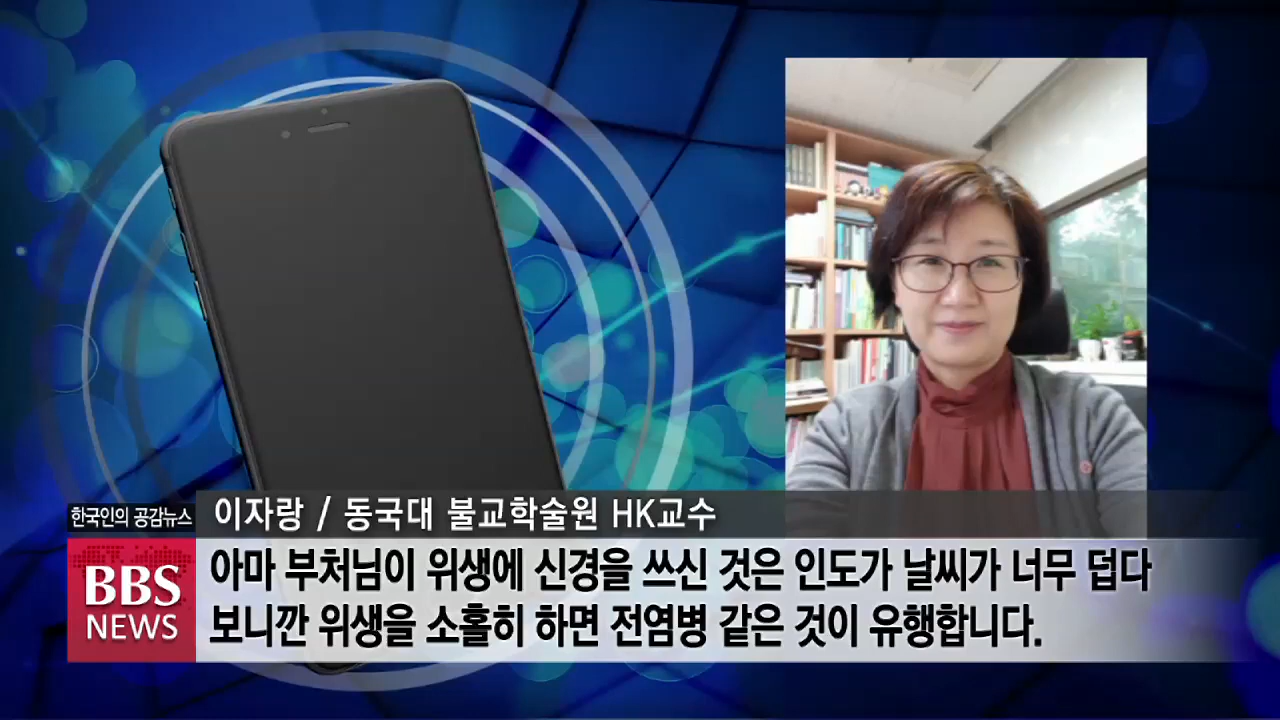 한국인의 공감뉴스
이자랑 / 동국대 불교학술원 HK교수
BBS
NEWS
아마 부처님이 위생에 신경을 쓰신 것은 인도가 날씨가 너무 덥다
보니깐 위생을 소홀히 하면 전염병 같은 것이 유행합니다.